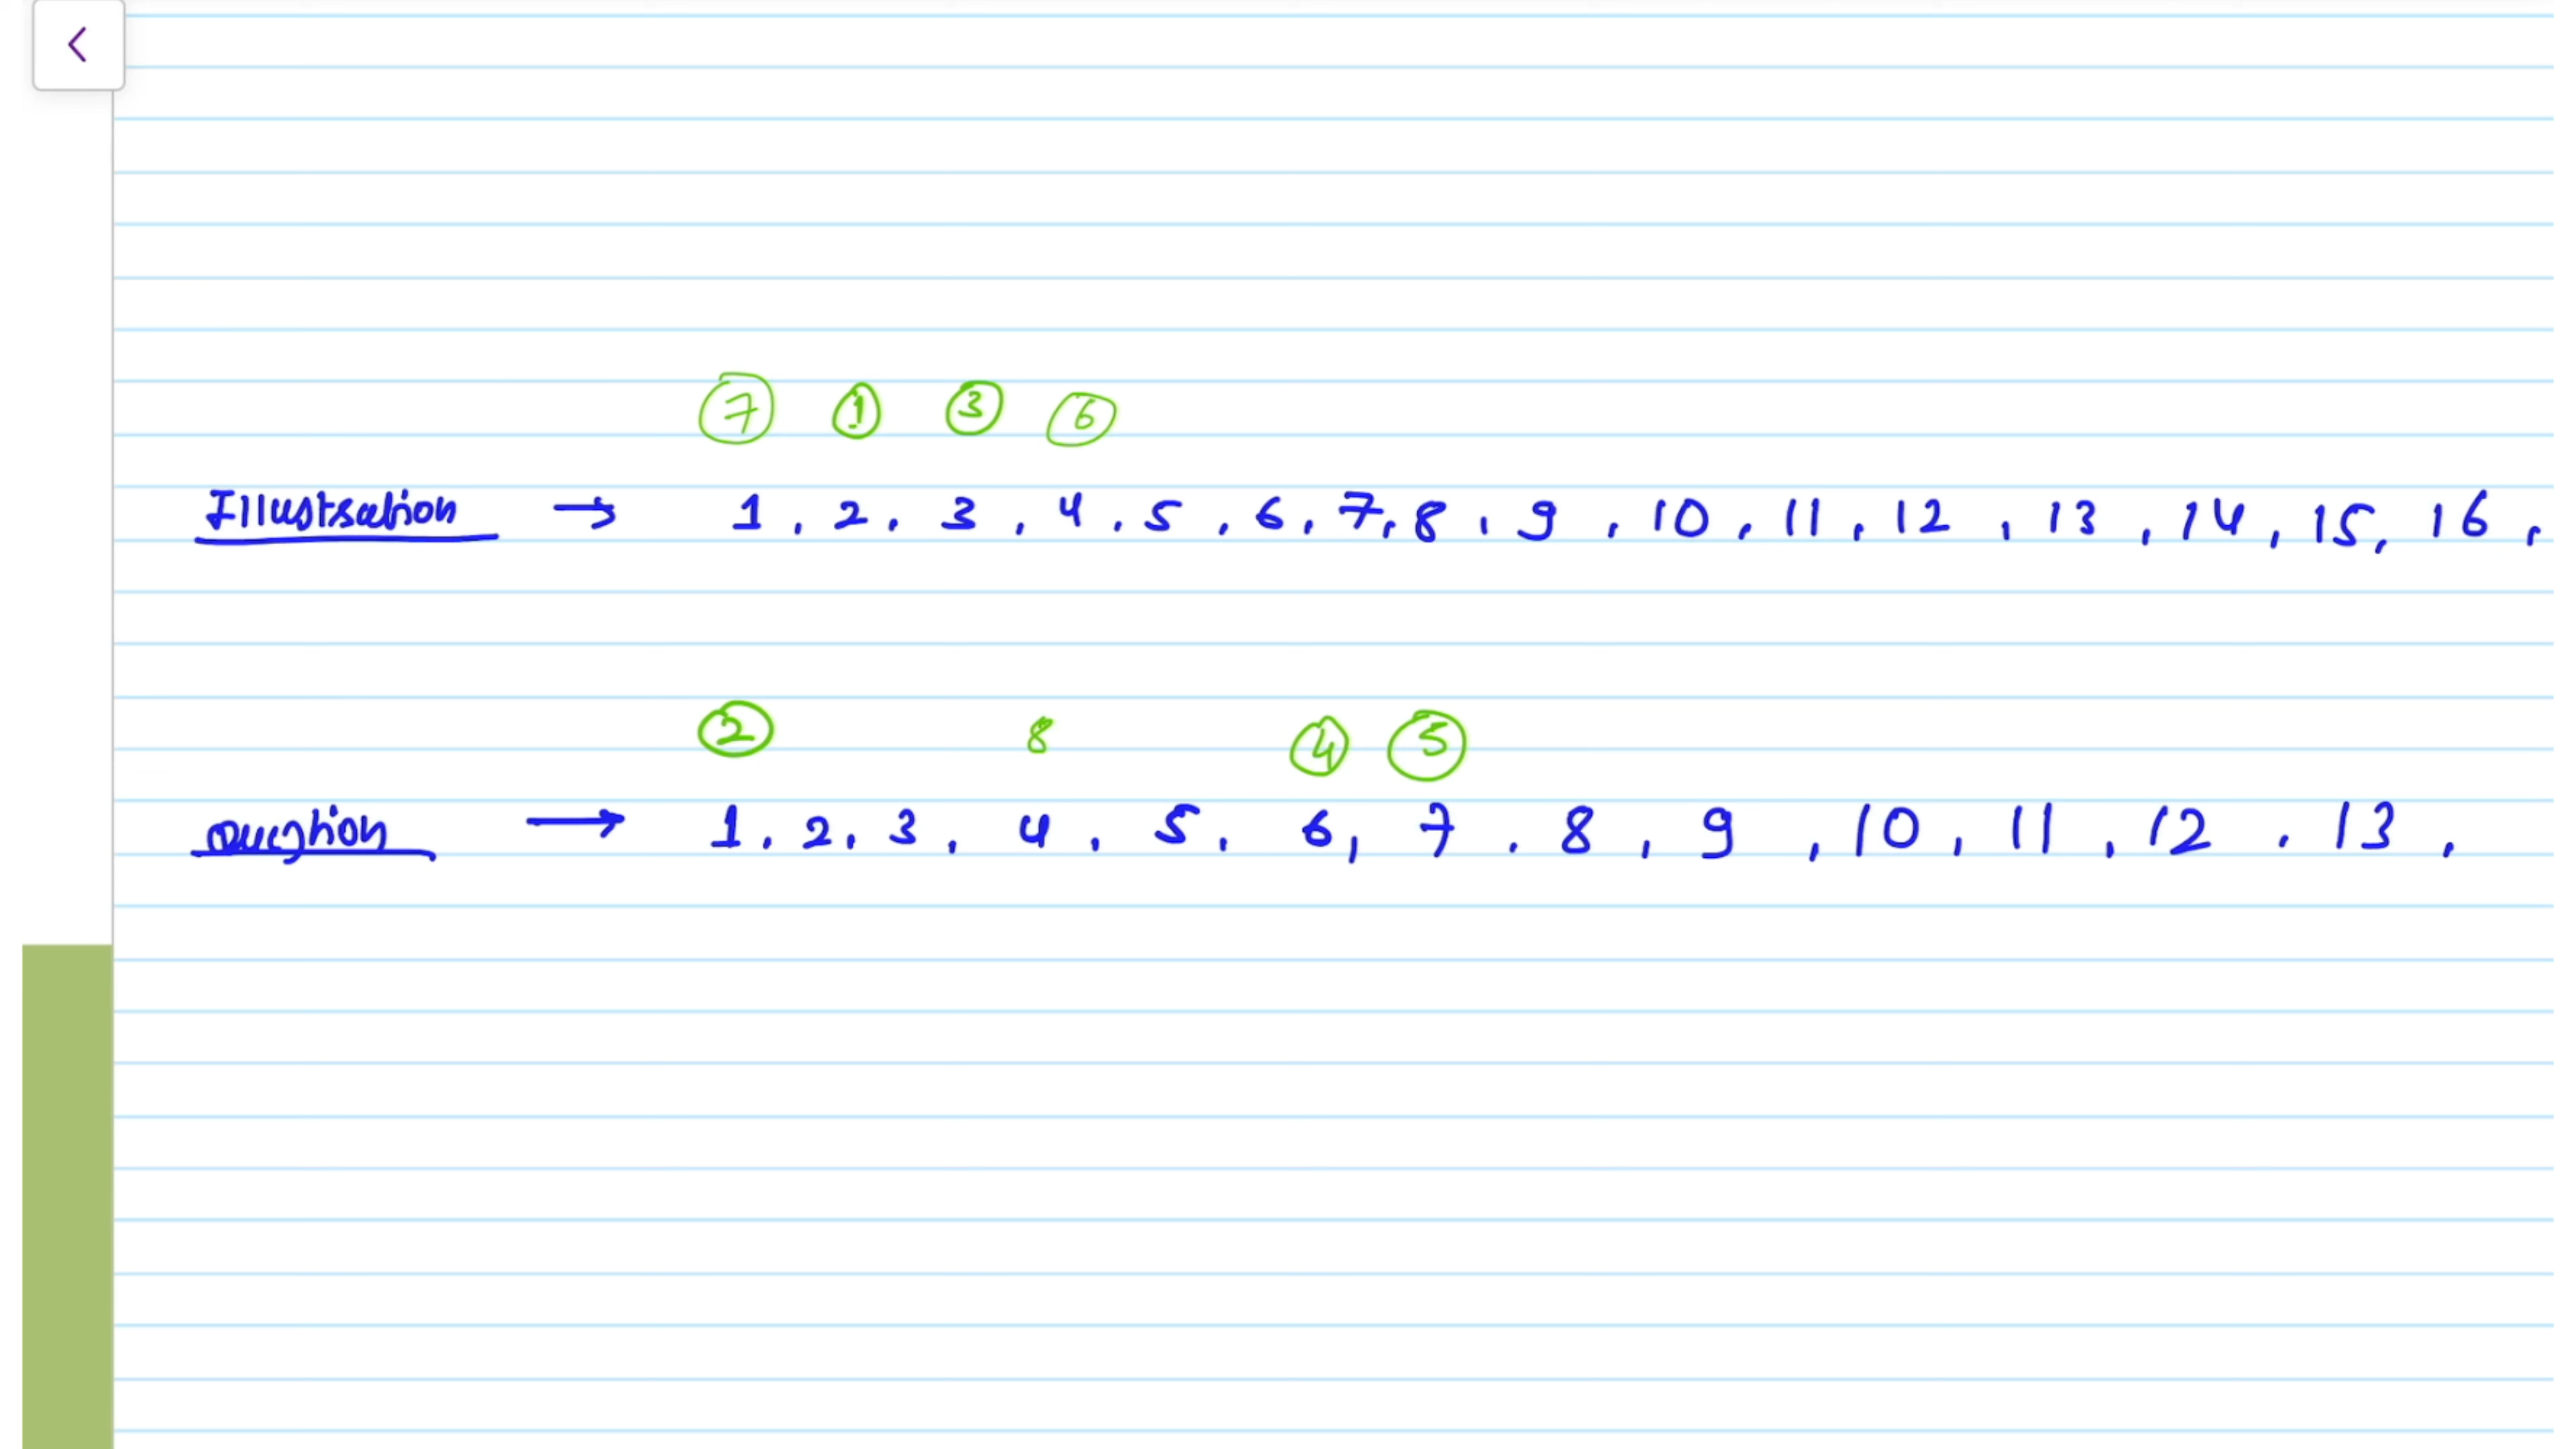 7 1 3 6
Illustration → 1, 2, 3, 4, 5, 6, 7, 8, 9, 10, 11, 12, 13, 14, 15, 16,
2 8 4 5
Question → 1, 2, 3, 4, 5, 6, 7, 8, 9, 10, 11, 12, 13,